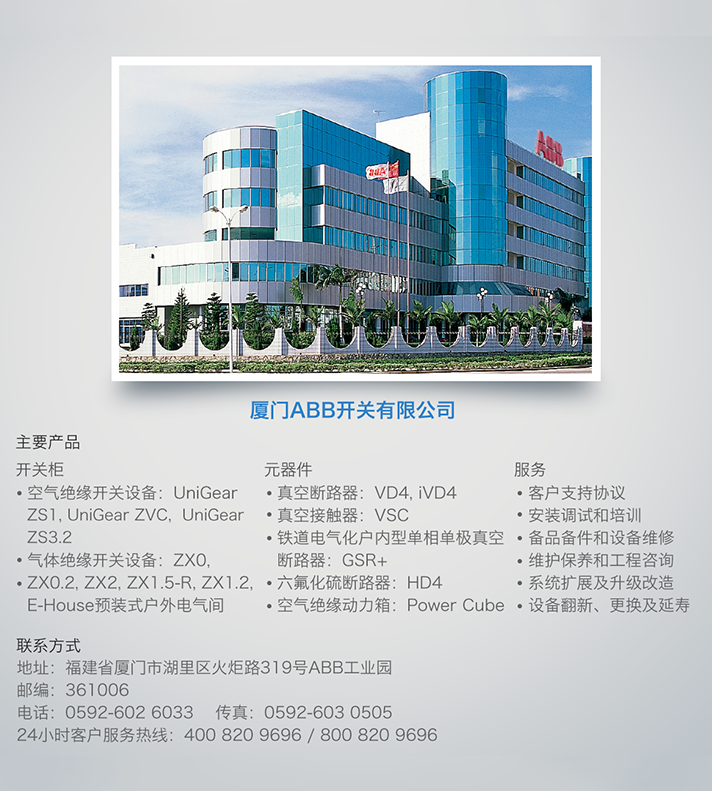 ABB
厦门ABB开关有限公司
主要产品
开关柜
• 空气绝缘开关设备：UniGear
ZS1, UniGear ZVC, UniGear
ZS3.2
• 气体绝缘开关设备：ZX0,
• ZX0.2, ZX2, ZX1.5-R, ZX1.2,
E-House预装式户外电气间
元器件
• 真空断路器：VD4, iVD4
• 真空接触器：VSC
• 铁道电气化户内型单相单极真空
断路器：GSR+
• 六氟化硫断路器：HD4
• 空气绝缘动力箱：Power Cube
服务
• 客户支持协议
• 安装调试和培训
• 备品备件和设备维修
• 维护保养和工程咨询
• 系统扩展及升级改造
• 设备翻新、更换及延寿
联系方式
地址：福建省厦门市湖里区火炬路319号ABB工业园
邮编：361006
电话：0592-602 6033 传真：0592-603 0505
24小时客户服务热线：400 820 9696 / 800 820 9696